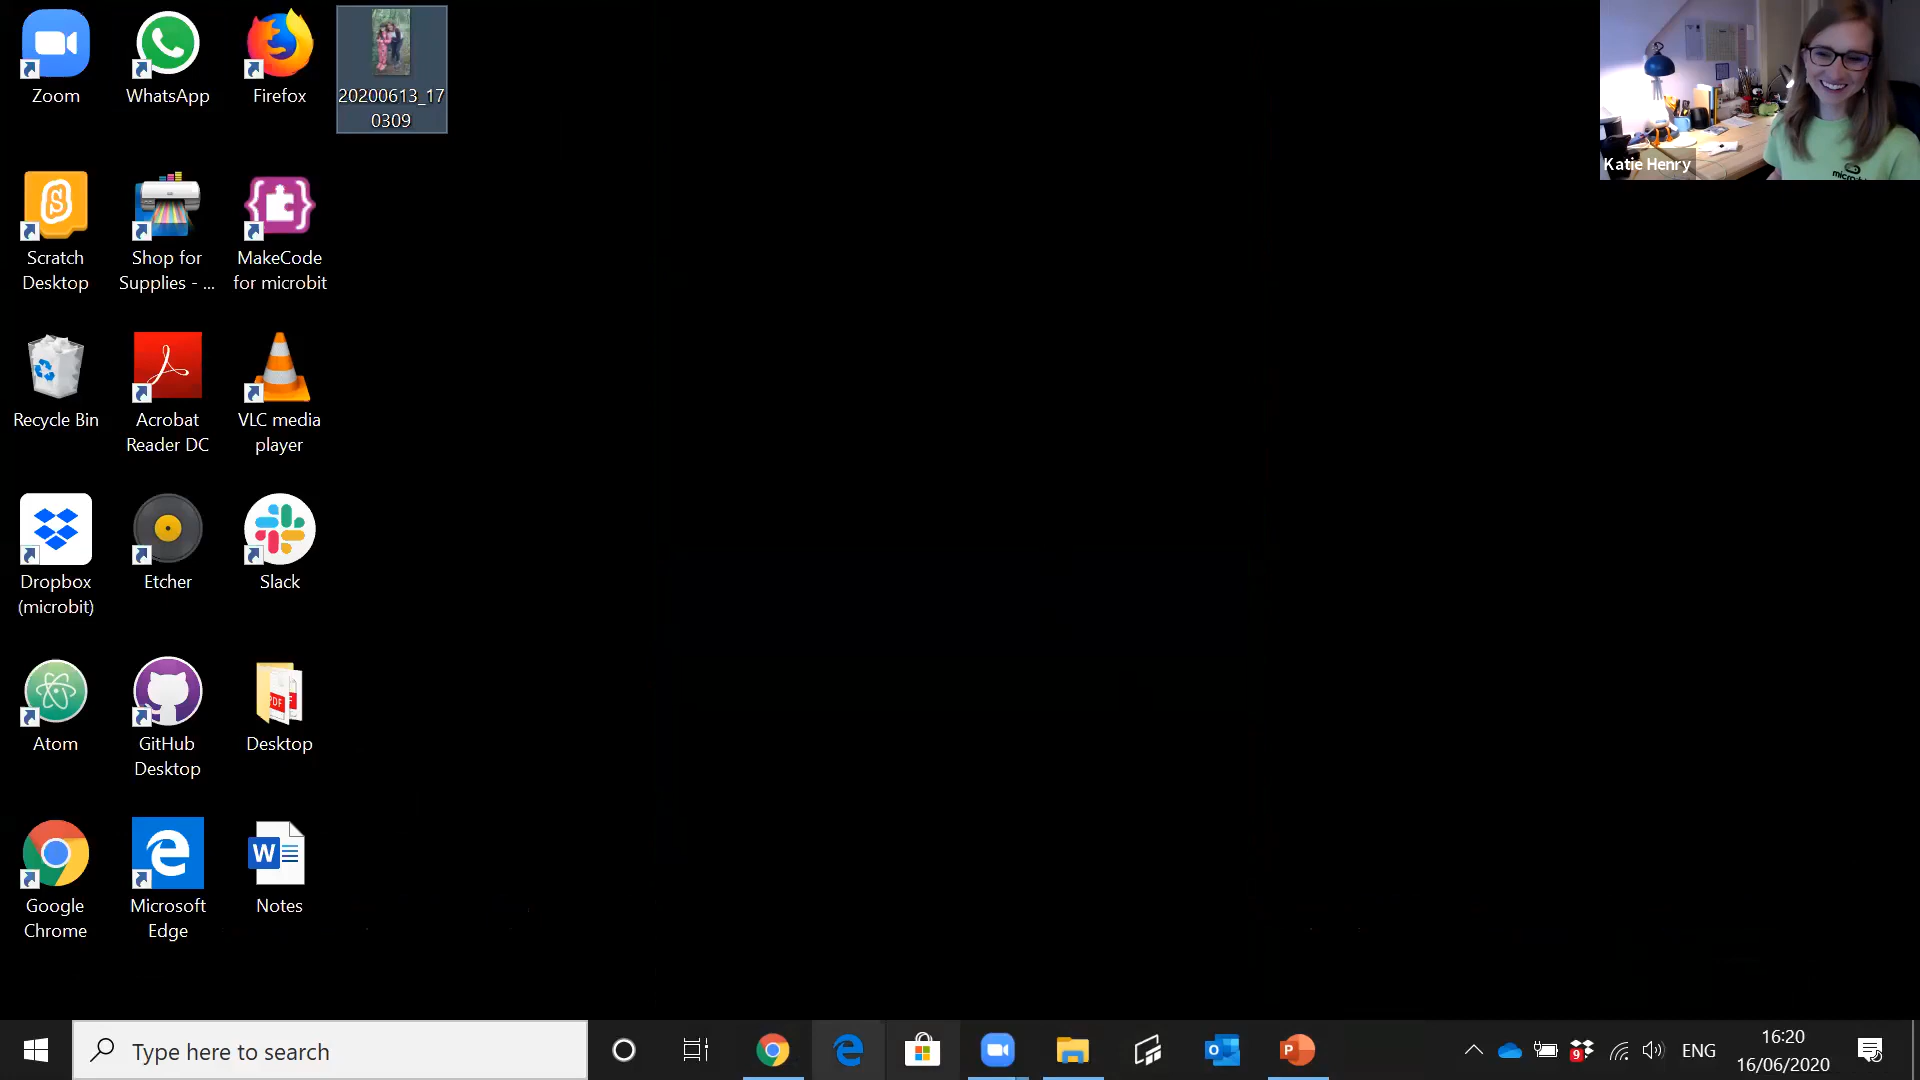 Zoom
WhatsApp
Firefox
20200613_17
0309
Katie Henry
Scratch
Desktop
Shop for
Supplies - ...
MakeCode
for microbit
Recycle Bin
Acrobat
Reader DC
VLC media
player
Dropbox
(microbit)
Etcher
Slack
Atom
GitHub
Desktop
PDF
Desktop
W
Google
Chrome
Microsoft
Edge
Notes
Type here to search
9
ENG
16:20
16/06/2020